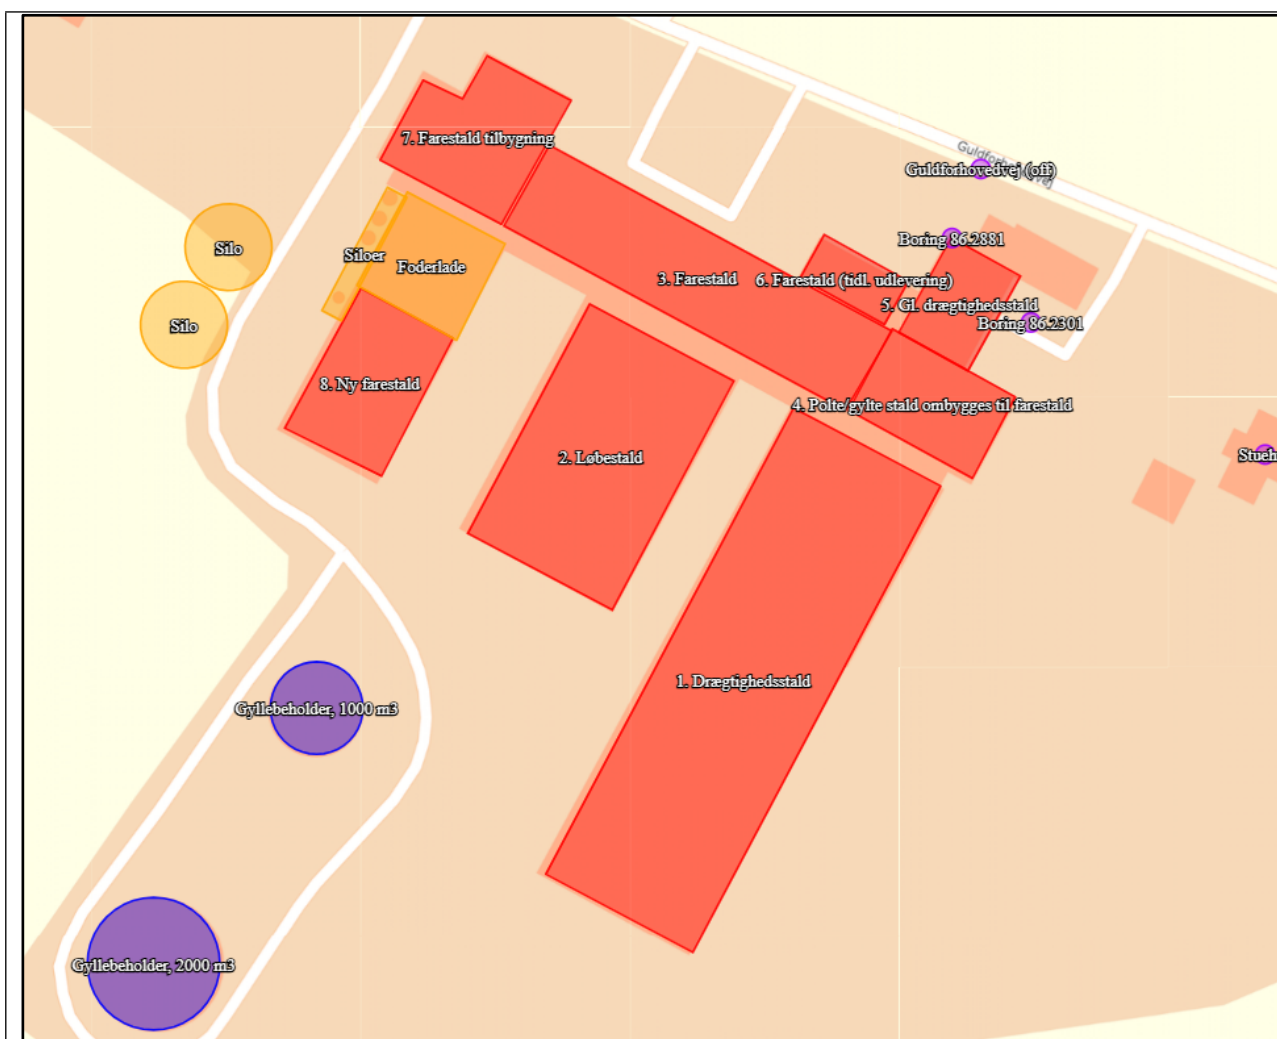 7. Farestald tilbygning
Guldforhovedvej (off)
Boring 86.2881
Silo
Siloer
Foderlade
3. Farestald
6. Farestald (tidl. udlevering)
5. Gl. drægtighedsstald
Silo
Boring 86.2301
8. Ny farestald
4. Polte/gylte stald ombygges til farestald
2. Løbestald
Stueh
1. Drægtighedsstald
Gyllebeholder, 1000 m3
Gyllebeholder, 2000 m3